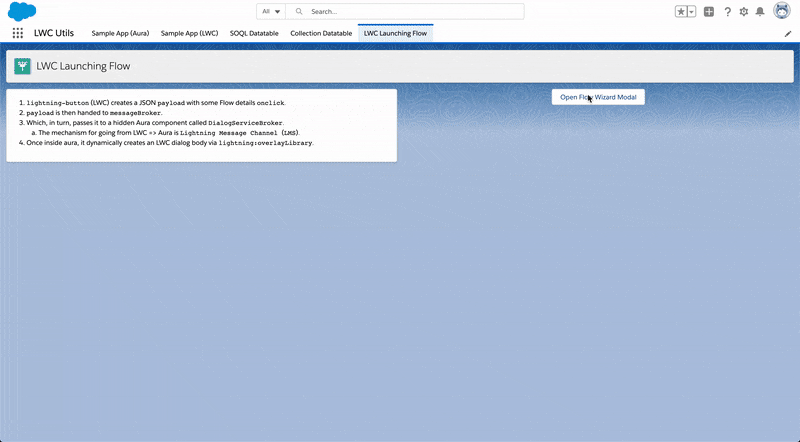 All
Search...
LWC Utils
Sample App (Aura)
Sample App (LWC)
SOQL Datatable
Collection Datatable
LWC Launching Flow
LWC Launching Flow
1. lightning-button (LWC) creates a JSON payload with some Flow details onclick.
2. payload is then handed to messageBroker.
3. Which, in turn, passes it to a hidden Aura component called DialogServiceBroker.
a. The mechanism for going from LWC => Aura is Lightning Message Channel (LMS).
4. Once inside aura, it dynamically creates an LWC dialog body via lightning:overlayLibrary.
Open Flow Wizard Modal